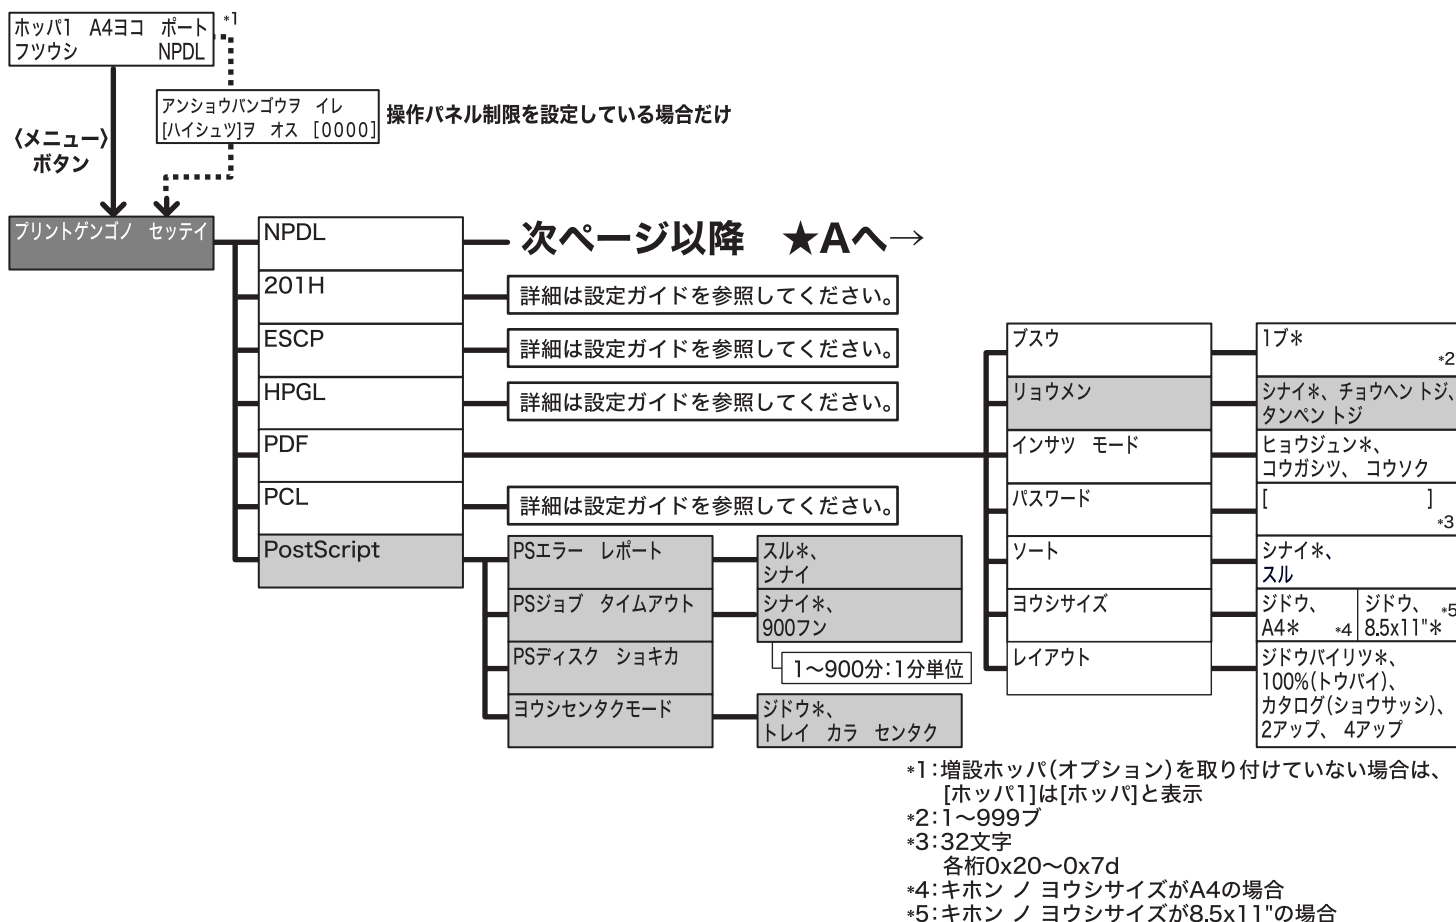 ホッパ1 A4ヨコ ポート
フツウシ NPDL
*1
アンショウバンゴウヲ イレ
[ハイシュツ]ヲ オス [0000]
操作パネル制限を設定している場合だけ
〈メニュー〉
ボタン
プリントゲンゴノ セッテイ
NPDL
次ページ以降 ★Aへ→
201H
詳細は設定ガイドを参照してください。
ESCP
詳細は設定ガイドを参照してください。
HPGL
詳細は設定ガイドを参照してください。
PDF
PCL
詳細は設定ガイドを参照してください。
PostScript
PSエラー レポート
スル*、
シナイ
PSジョブ タイムアウト
シナイ*、
900フン
1〜900分:1分単位
PSディスク ショキカ
ヨウシセンタクモード
ジドウ*、
トレイ カラ センタク
ブスウ
1ブ*
*2
リョウメン
シナイ*、チョウヘン トジ、
タンペン トジ
インサツ モード
ヒョウジュン*、
コウガシツ、 コウソク
パスワード
[ ]
*3
ソート
シナイ*、
スル
ヨウシサイズ
ジドウ、
A4* *4
ジドウ、 *5
8.5x11"*
レイアウト
ジドウバイリツ*、
100%(トウバイ)、
カタログ(ショウサッシ)、
2アップ、 4アップ
*1:増設ホッパ(オプション)を取り付けていない場合は、
[ホッパ1]は[ホッパ]と表示
*2:1〜999ブ
*3:32文字
各桁0x20〜0x7d
*4:キホン ノ ヨウシサイズがA4の場合
*5:キホン ノ ヨウシサイズが8.5x11"の場合